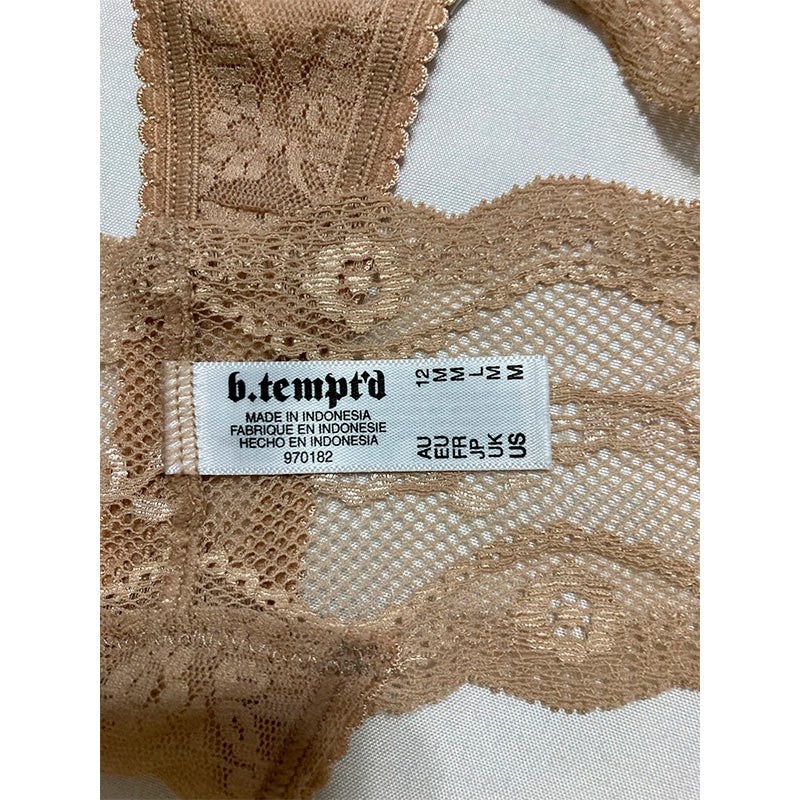 b.tempt'd
MADE IN INDONESIA
FABRIQUE EN INDONESIE
HECHO EN INDONESIA
970182
AU 12
EU M
FR M
JP L
UK M
US M